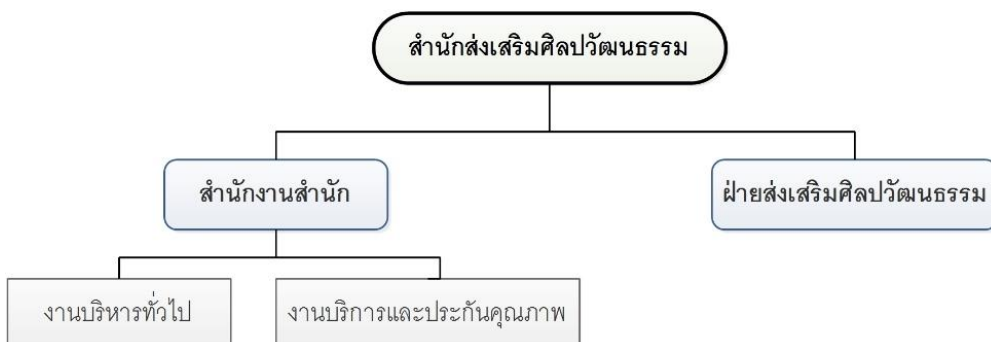 สำนักส่งเสริมศิลปวัฒนธรรม
สำนักงานสำนัก
ฝ่ายส่งเสริมศิลปวัฒนธรรม
งานบริหารทั่วไป
งานบริการและประกันคุณภาพ